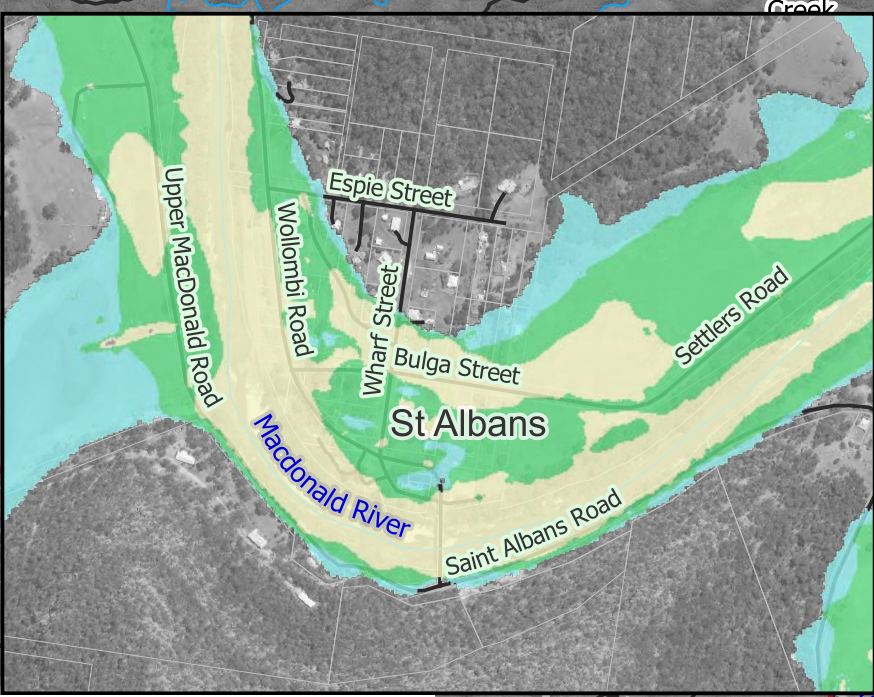 Creek
Espie Street
Upper MacDonald Road
Wollombi Road
Wharf Street
Settlers Road
Bulga Street
St Albans
Macdonald River
Saint Albans Road